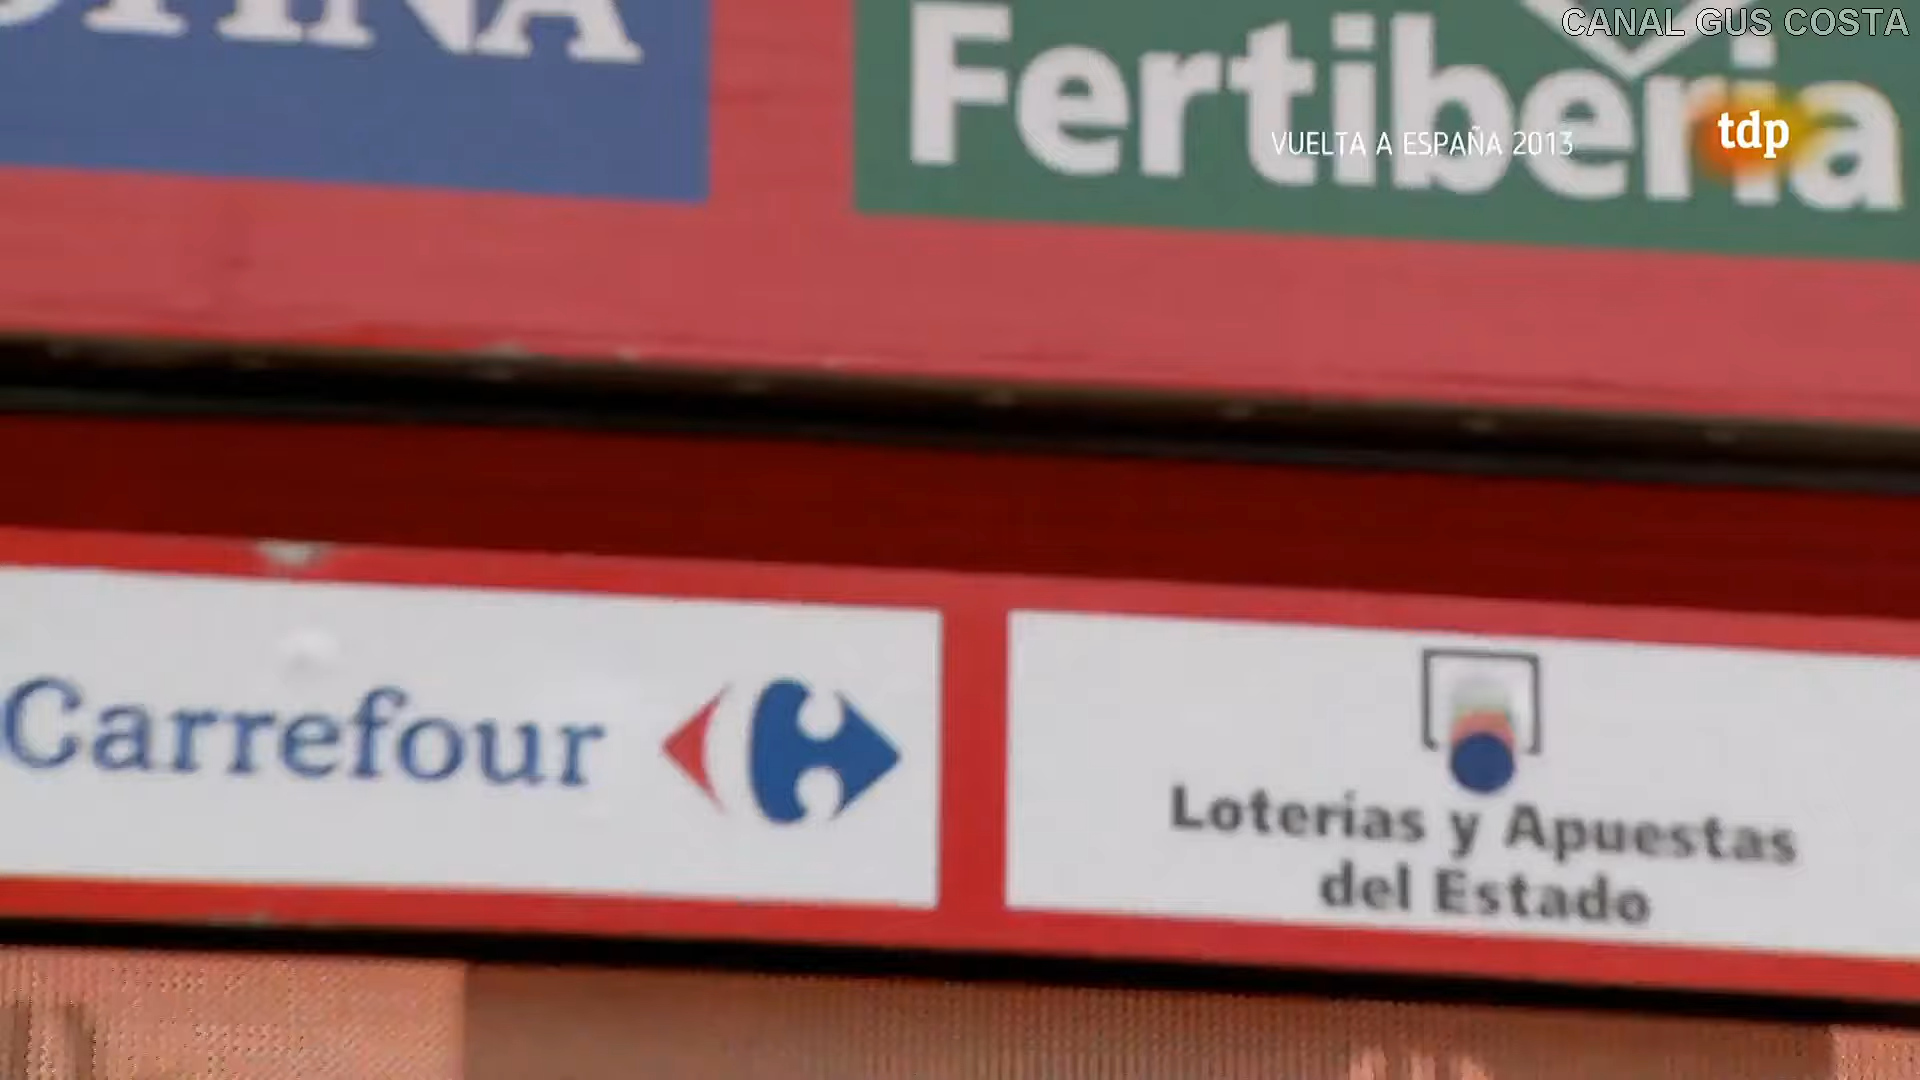 CANAL GUS COSTA
Fertiberia
VUELTA A ESPAÑA 2013
tdp
Carrefour
Loterías y Apuestas
del Estado